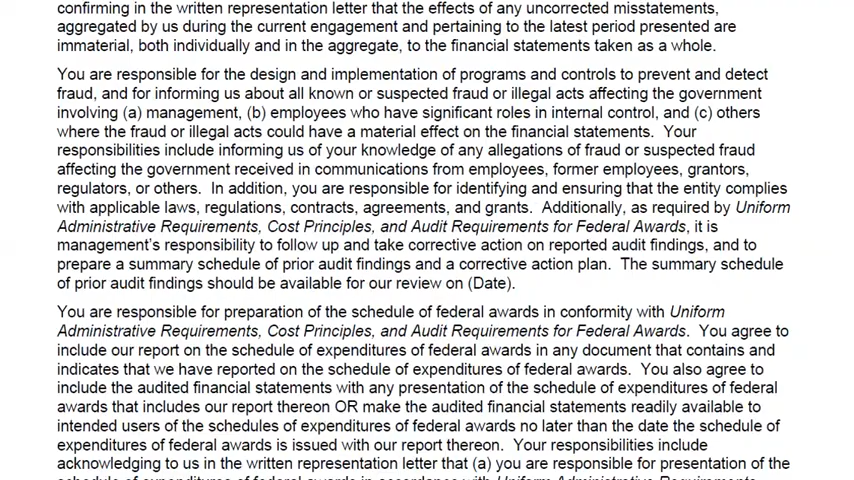 confirming in the written representation letter that the effects of any uncorrected misstatements,
aggregated by us during the current engagement and pertaining to the latest period presented are
immaterial, both individually and in the aggregate, to the financial statements taken as a whole.
You are responsible for the design and implementation of programs and controls to prevent and detect
fraud, and for informing us about all known or suspected fraud or illegal acts affecting the government
involving (a) management, (b) employees who have significant roles in internal control, and (c) others
where the fraud or illegal acts could have a material effect on the financial statements.  Your
responsibilities include informing us of your knowledge of any allegations of fraud or suspected fraud
affecting the government received in communications from employees, former employees, grantors,
regulators, or others.  In addition, you are responsible for identifying and ensuring that the entity complies
with applicable laws, regulations, contracts, agreements, and grants.  Additionally, as required by Uniform
Administrative Requirements, Cost Principles, and Audit Requirements for Federal Awards, it is
management's responsibility to follow up and take corrective action on reported audit findings, and to
prepare a summary schedule of prior audit findings and a corrective action plan.  The summary schedule
of prior audit findings should be available for our review on (Date).
You are responsible for preparation of the schedule of federal awards in conformity with Uniform
Administrative Requirements, Cost Principles, and Audit Requirements for Federal Awards.  You agree to
include our report on the schedule of expenditures of federal awards in any document that contains and
indicates that we have reported on the schedule of expenditures of federal awards.  You also agree to
include the audited financial statements with any presentation of the schedule of expenditures of federal
awards that includes our report thereon OR make the audited financial statements readily available to
intended users of the schedules of expenditures of federal awards no later than the date the schedule of
expenditures of federal awards is issued with our report thereon.  Your responsibilities include
acknowledging to us in the written representation letter that (a) you are responsible for presentation of the
schedule of expenditures of federal awards in accordance with Uniform Administrative Requirements,